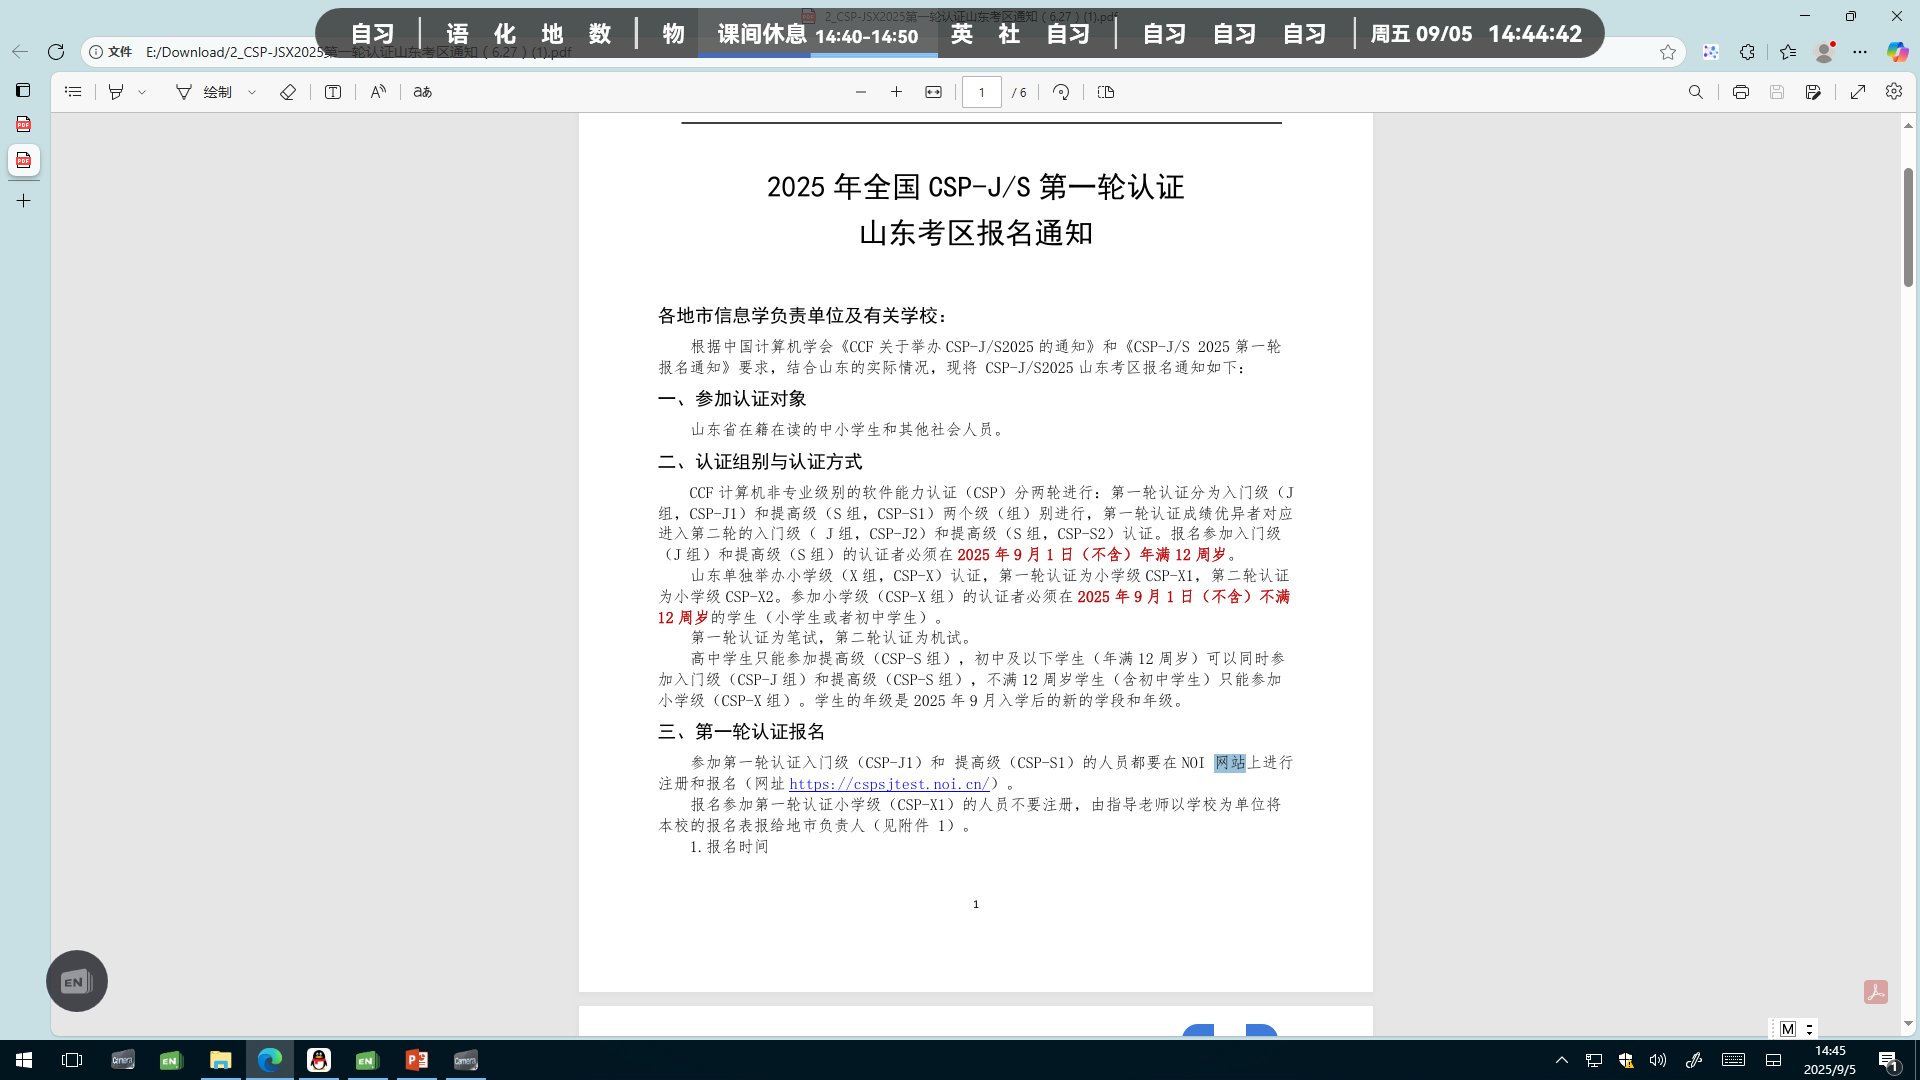 2_CSP-JSX2025第一轮认证山东考区通知（6.27）(1).pdf
自习 语 化 地 数 物 课间休息 14:40-14:50 英 社 自习 自习 自习 自习 周五 09/05 14:44:42
文件 E:/Download/2_CSP-JSX2025第一轮认证山东考区通知（6.27）(1).pdf
绘制 1 / 6
2025 年全国 CSP-J/S 第一轮认证
山东考区报名通知
各地市信息学负责单位及有关学校：
根据中国计算机学会《CCF 关于举办 CSP-J/S2025 的通知》和《CSP-J/S 2025 第一轮
报名通知》要求，结合山东的实际情况，现将 CSP-J/S2025 山东考区报名通知如下：
一、参加认证对象
山东省在籍在读的中小学生和其他社会人员。
二、认证组别与认证方式
CCF 计算机非专业级别的软件能力认证（CSP）分两轮进行：第一轮认证分为入门级（J
组，CSP-J1）和提高级（S 组，CSP-S1）两个级（组）别进行，第一轮认证成绩优异者对应
进入第二轮的入门级（ J 组，CSP-J2）和提高级（S 组，CSP-S2）认证。报名参加入门级
（J 组）和提高级（S 组）的认证者必须在 2025 年 9 月 1 日（不含）年满 12 周岁。
山东单独举办小学级（X 组，CSP-X）认证，第一轮认证为小学级 CSP-X1，第二轮认证
为小学级 CSP-X2。参加小学级（CSP-X 组）的认证者必须在 2025 年 9 月 1 日（不含）不满
12 周岁的学生（小学生或者初中学生）。
第一轮认证为笔试，第二轮认证为机试。
高中学生只能参加提高级（CSP-S 组），初中及以下学生（年满 12 周岁）可以同时参
加入门级（CSP-J 组）和提高级（CSP-S 组），不满 12 周岁学生（含初中学生）只能参加
小学级（CSP-X 组）。学生的年级是 2025 年 9 月入学后的新的学段和年级。
三、第一轮认证报名
参加第一轮认证入门级（CSP-J1）和 提高级（CSP-S1）的人员都要在 NOI 网站上进行
注册和报名（网址 https://cspsjtest.noi.cn/）。
报名参加第一轮认证小学级（CSP-X1）的人员不要注册，由指导老师以学校为单位将
本校的报名表报给地市负责人（见附件 1）。
1.报名时间
1
EN
M
14:45
2025/9/5
1